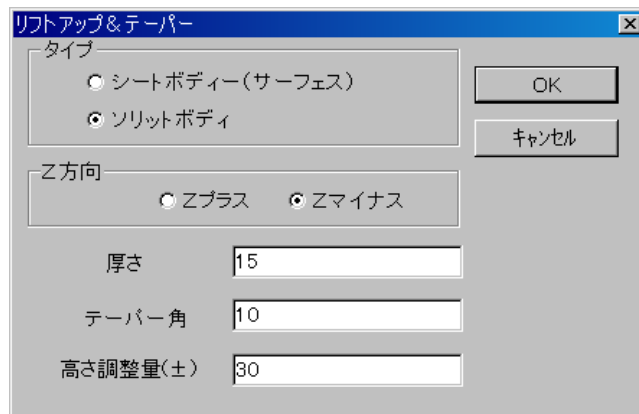 リフトアップ＆テーパー
タイプ
シートボディー(サーフェス)
ソリットボディ
OK
キャンセル
Z方向
Zプラス Zマイナス
厚さ 15
テーパー角 10
高さ調整量(±) 30